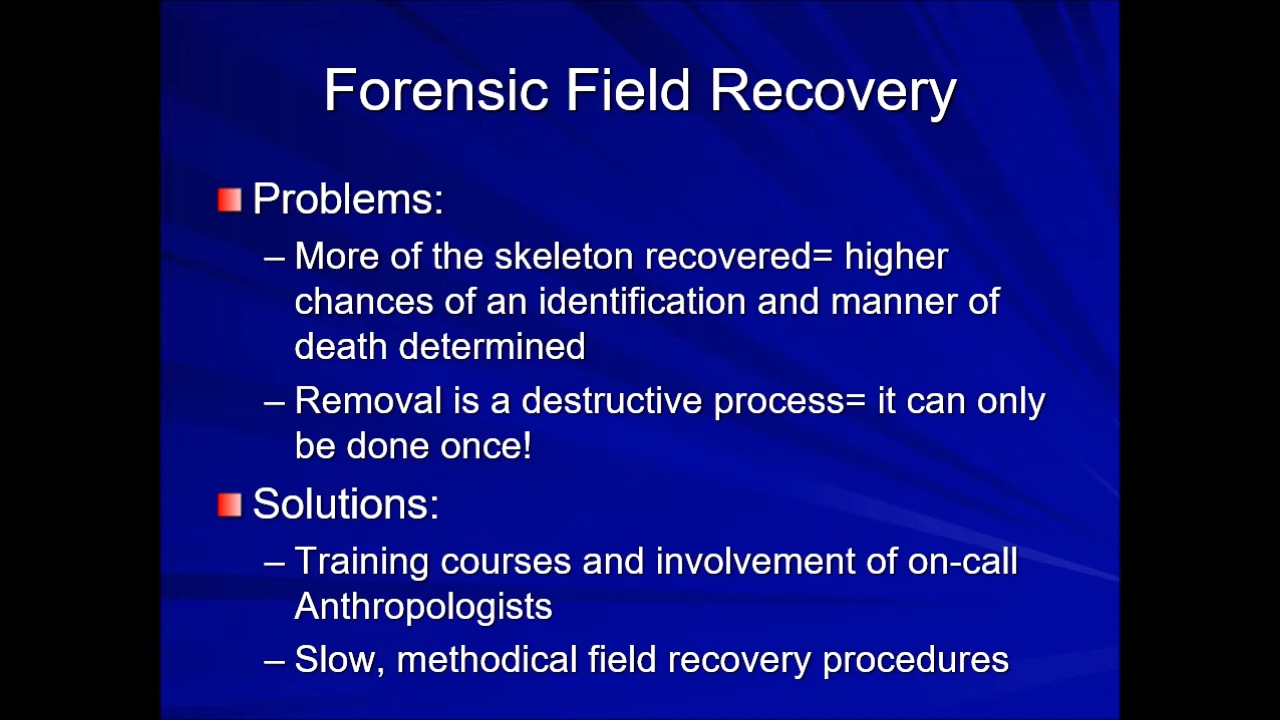 Forensic Field Recovery
Problems:
– More of the skeleton recovered= higher
chances of an identification and manner of
death determined
– Removal is a destructive process= it can only
be done once!
Solutions:
– Training courses and involvement of on-call
Anthropologists
– Slow, methodical field recovery procedures